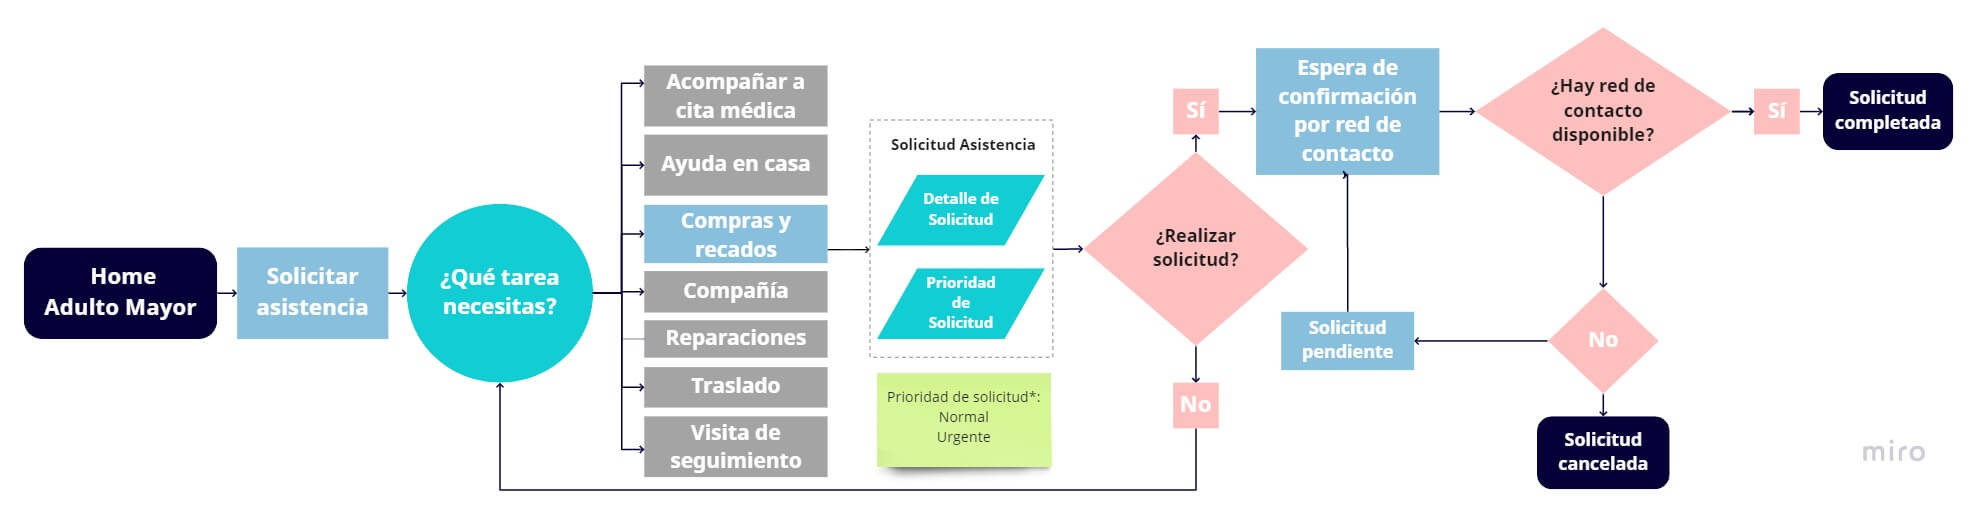 Home
Adulto Mayor
Solicitar
asistencia
¿Qué tarea
necesitas?
Acompañar a
cita médica
Ayuda en casa
Compras y
recados
Compañía
Reparaciones
Traslado
Visita de
seguimiento
Solicitud Asistencia
Detalle de
Solicitud
Prioridad
de
Solicitud
Prioridad de solicitud*:
Normal
Urgente
¿Realizar
solicitud?
Sí
No
Espera de
confirmación
por red de
contacto
¿Hay red de
contacto
disponible?
Sí
Solicitud
completada
No
Solicitud
pendiente
Solicitud
cancelada
miro